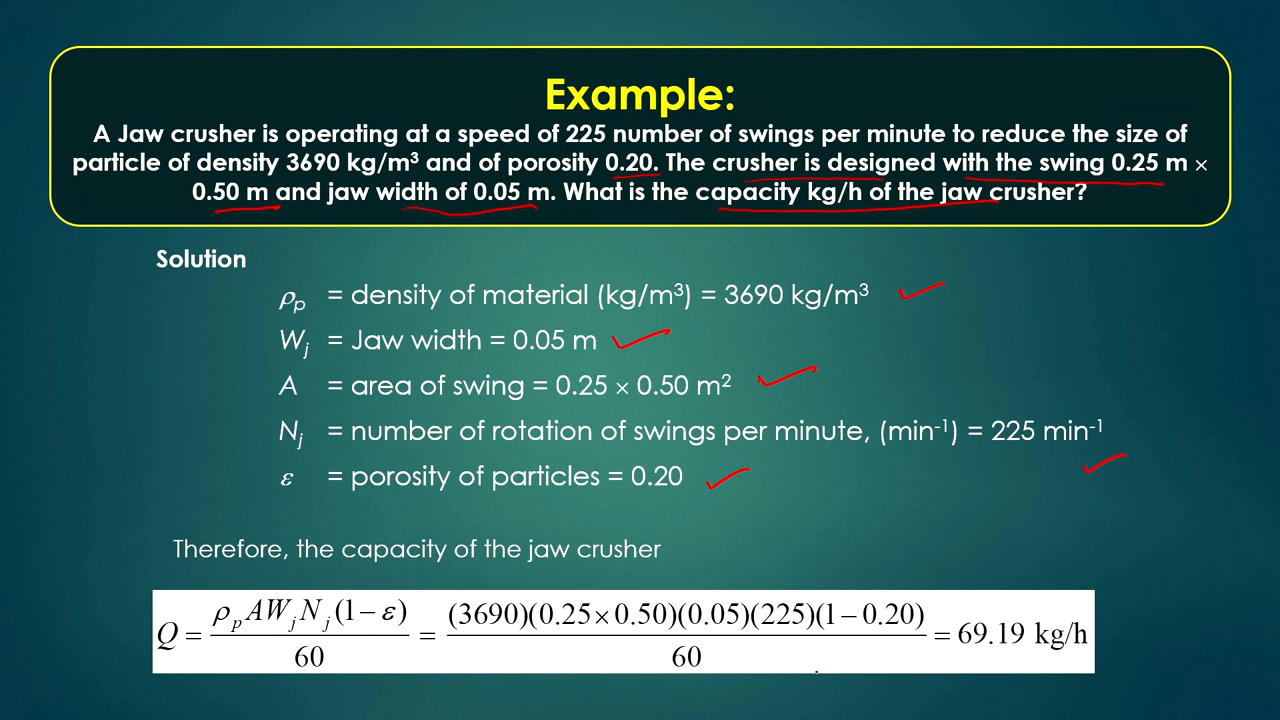 Example:
A Jaw crusher is operating at a speed of 225 number of swings per minute to reduce the size of
particle of density 3690 kg/m³ and of porosity 0.20. The crusher is designed with the swing 0.25 m ×
0.50 m and jaw width of 0.05 m. What is the capacity kg/h of the jaw crusher?
Solution
ρₚ = density of material (kg/m³) = 3690 kg/m³
Wⱼ = Jaw width = 0.05 m
A = area of swing = 0.25 × 0.50 m²
Nⱼ = number of rotation of swings per minute, (min⁻¹) = 225 min⁻¹
ε = porosity of particles = 0.20
Therefore, the capacity of the jaw crusher
Q = ρₚ AWⱼ Nⱼ (1 − ε) / 60 = (3690)(0.25 × 0.50)(0.05)(225)(1 − 0.20) / 60 = 69.19 kg/h